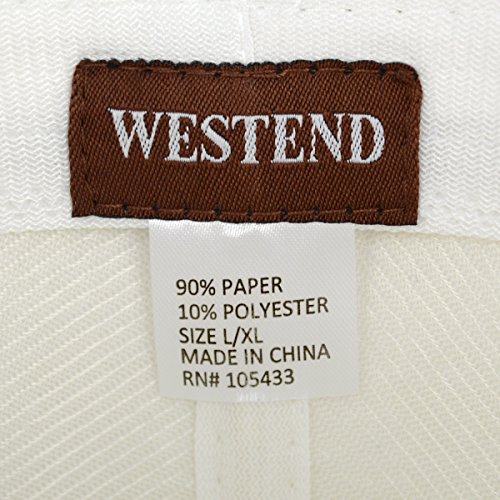 WESTEND
90% PAPER
10% POLYESTER
SIZE L/XL
MADE IN CHINA
RN# 105433